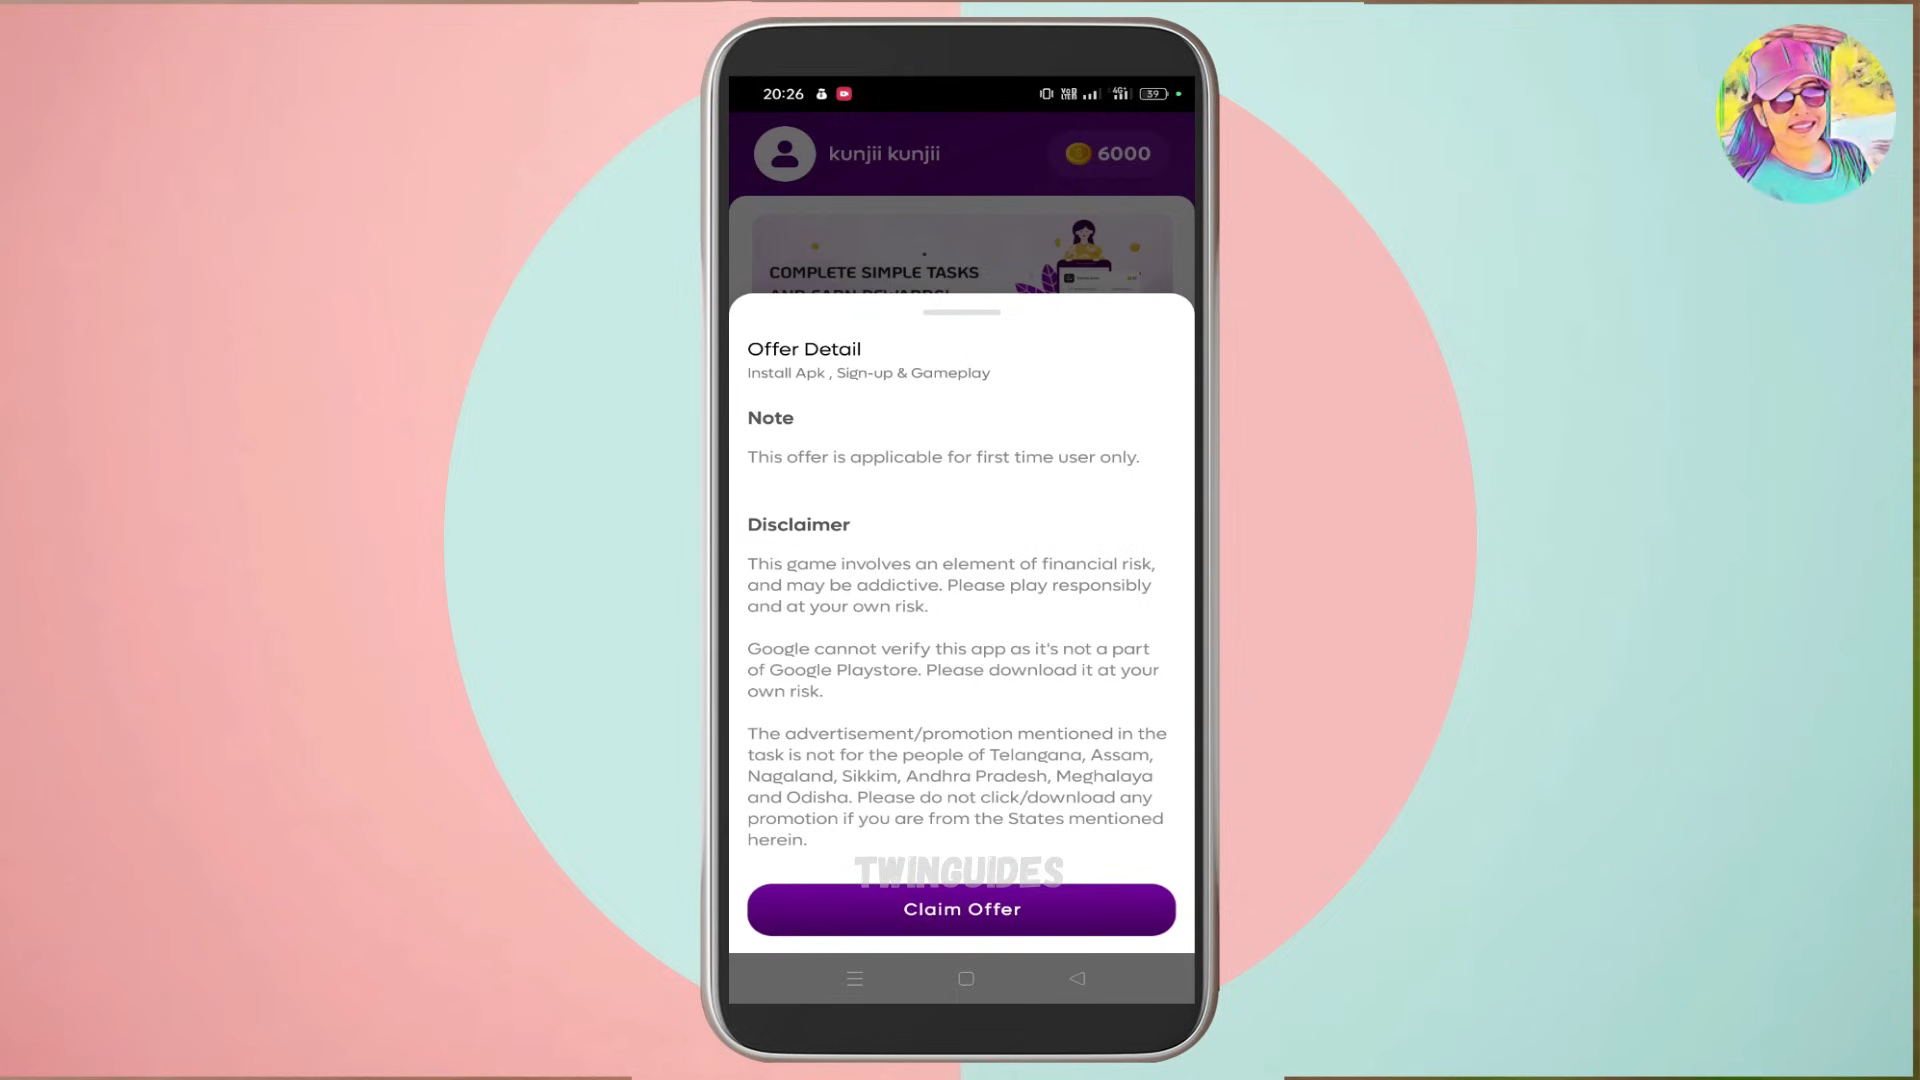 20:26
VoD LTE 4G+ 39
kunjii kunjii
6000
COMPLETE SIMPLE TASKS
Offer Detail
Install Apk , Sign-up & Gameplay
Note
This offer is applicable for first time user only.
Disclaimer
This game involves an element of financial risk,
and may be addictive. Please play responsibly
and at your own risk.
Google cannot verify this app as it's not a part
of Google Playstore. Please download it at your
own risk.
The advertisement/promotion mentioned in the
task is not for the people of Telangana, Assam,
Nagaland, Sikkim, Andhra Pradesh, Meghalaya
and Odisha. Please do not click/download any
promotion if you are from the States mentioned
herein.
TWINGUIDES
Claim Offer